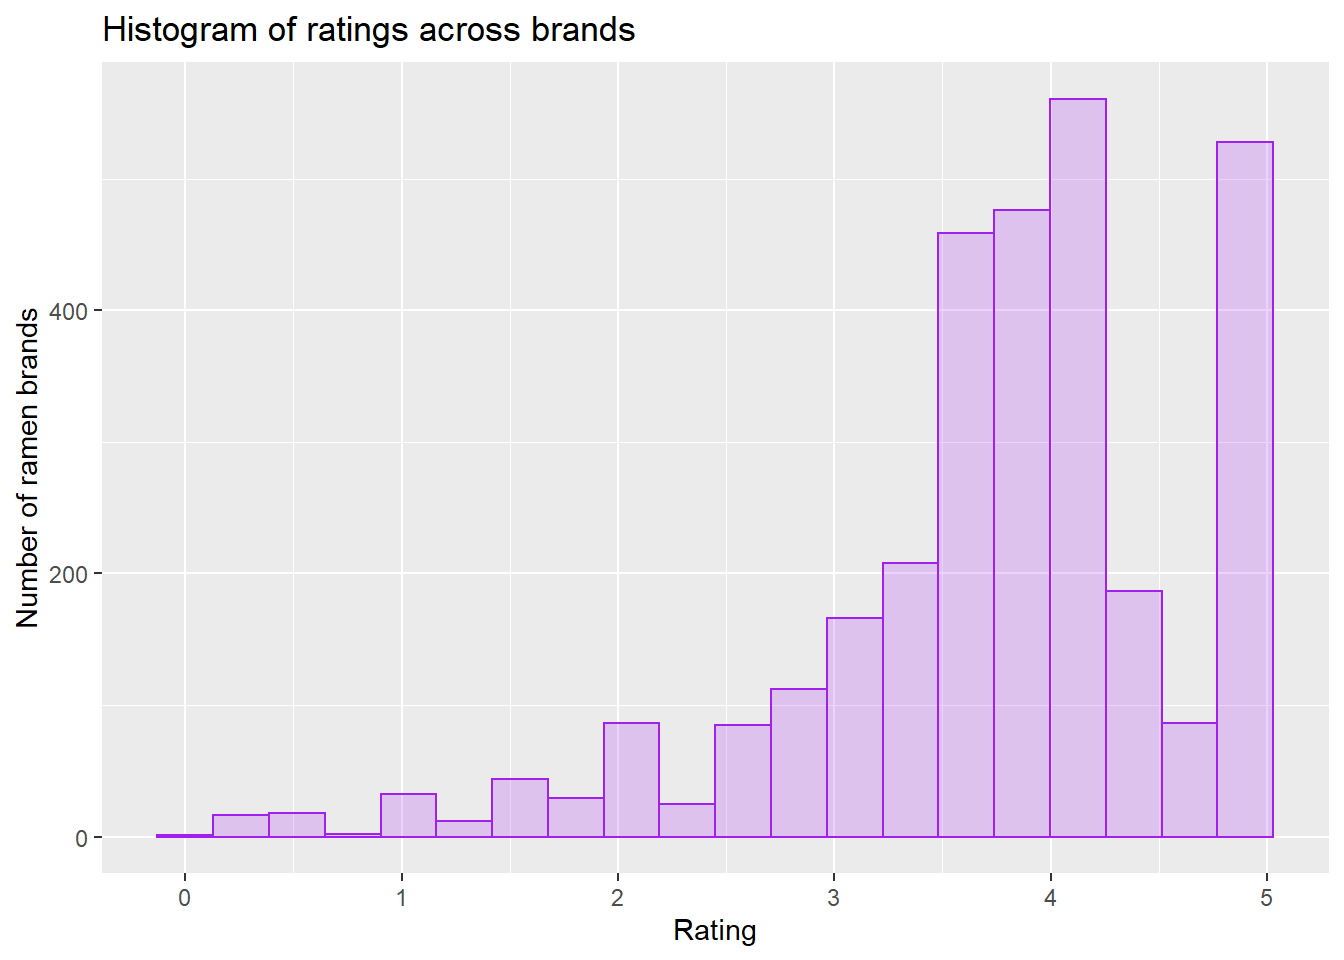 Histogram of ratings across brands
Number of ramen brands
400
200
0
0 1 2 3 4 5
Rating